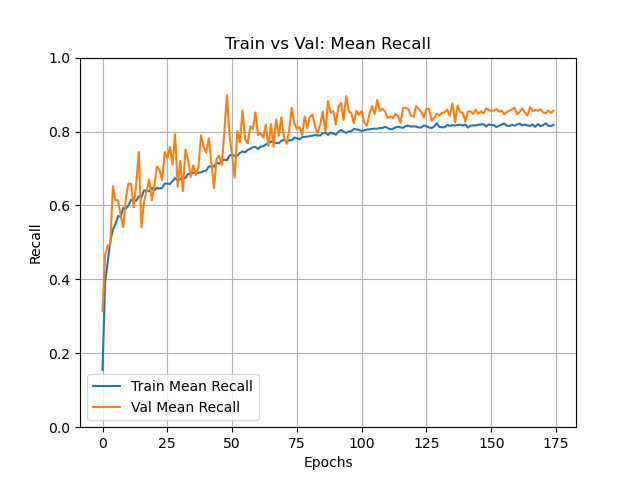 Train vs Val: Mean Recall
1.0
0.8
0.6
0.4
0.2
0.0
Recall
Train Mean Recall
Val Mean Recall
0 25 50 75 100 125 150 175
Epochs